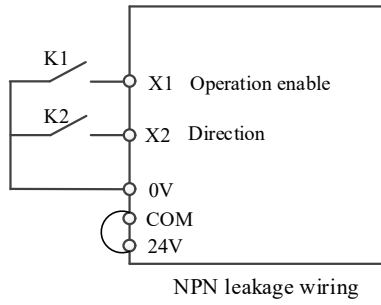 K1
X1 Operation enable
K2
X2 Direction
0V
COM
24V
NPN leakage wiring